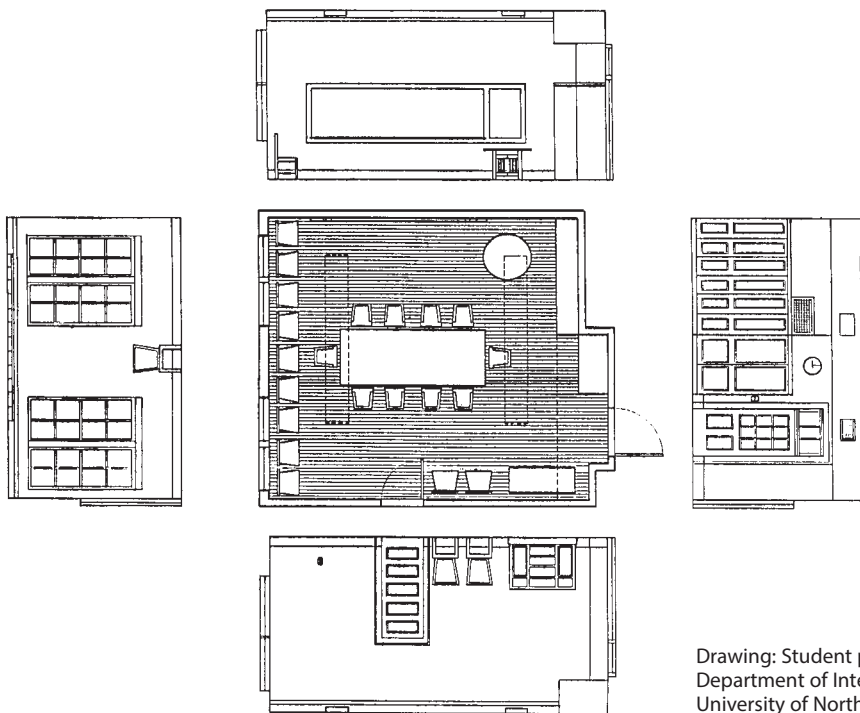 Drawing: Student p
Department of Inte
University of North